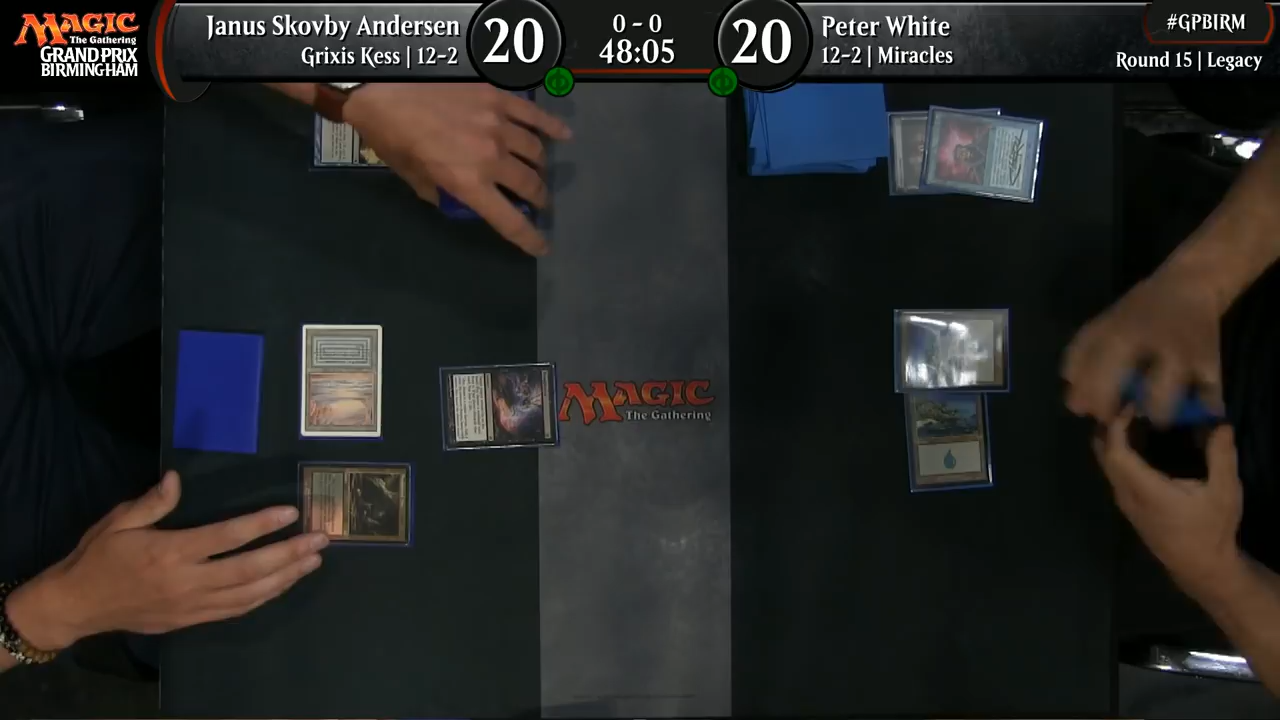 MAGIC
The Gathering
GRAND PRIX
BIRMINGHAM
Janus Skovby Andersen
Grixis Kess | 12-2
20
0 - 0
48:05
20
Peter White
12-2 | Miracles
#GPBIRM
Round 15 | Legacy
MAGIC
The Gathering